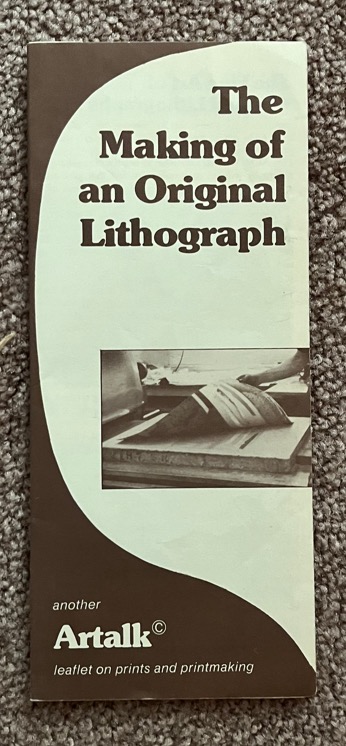 The
Making of
an Original
Lithograph
another
Artalk©
leaflet on prints and printmaking